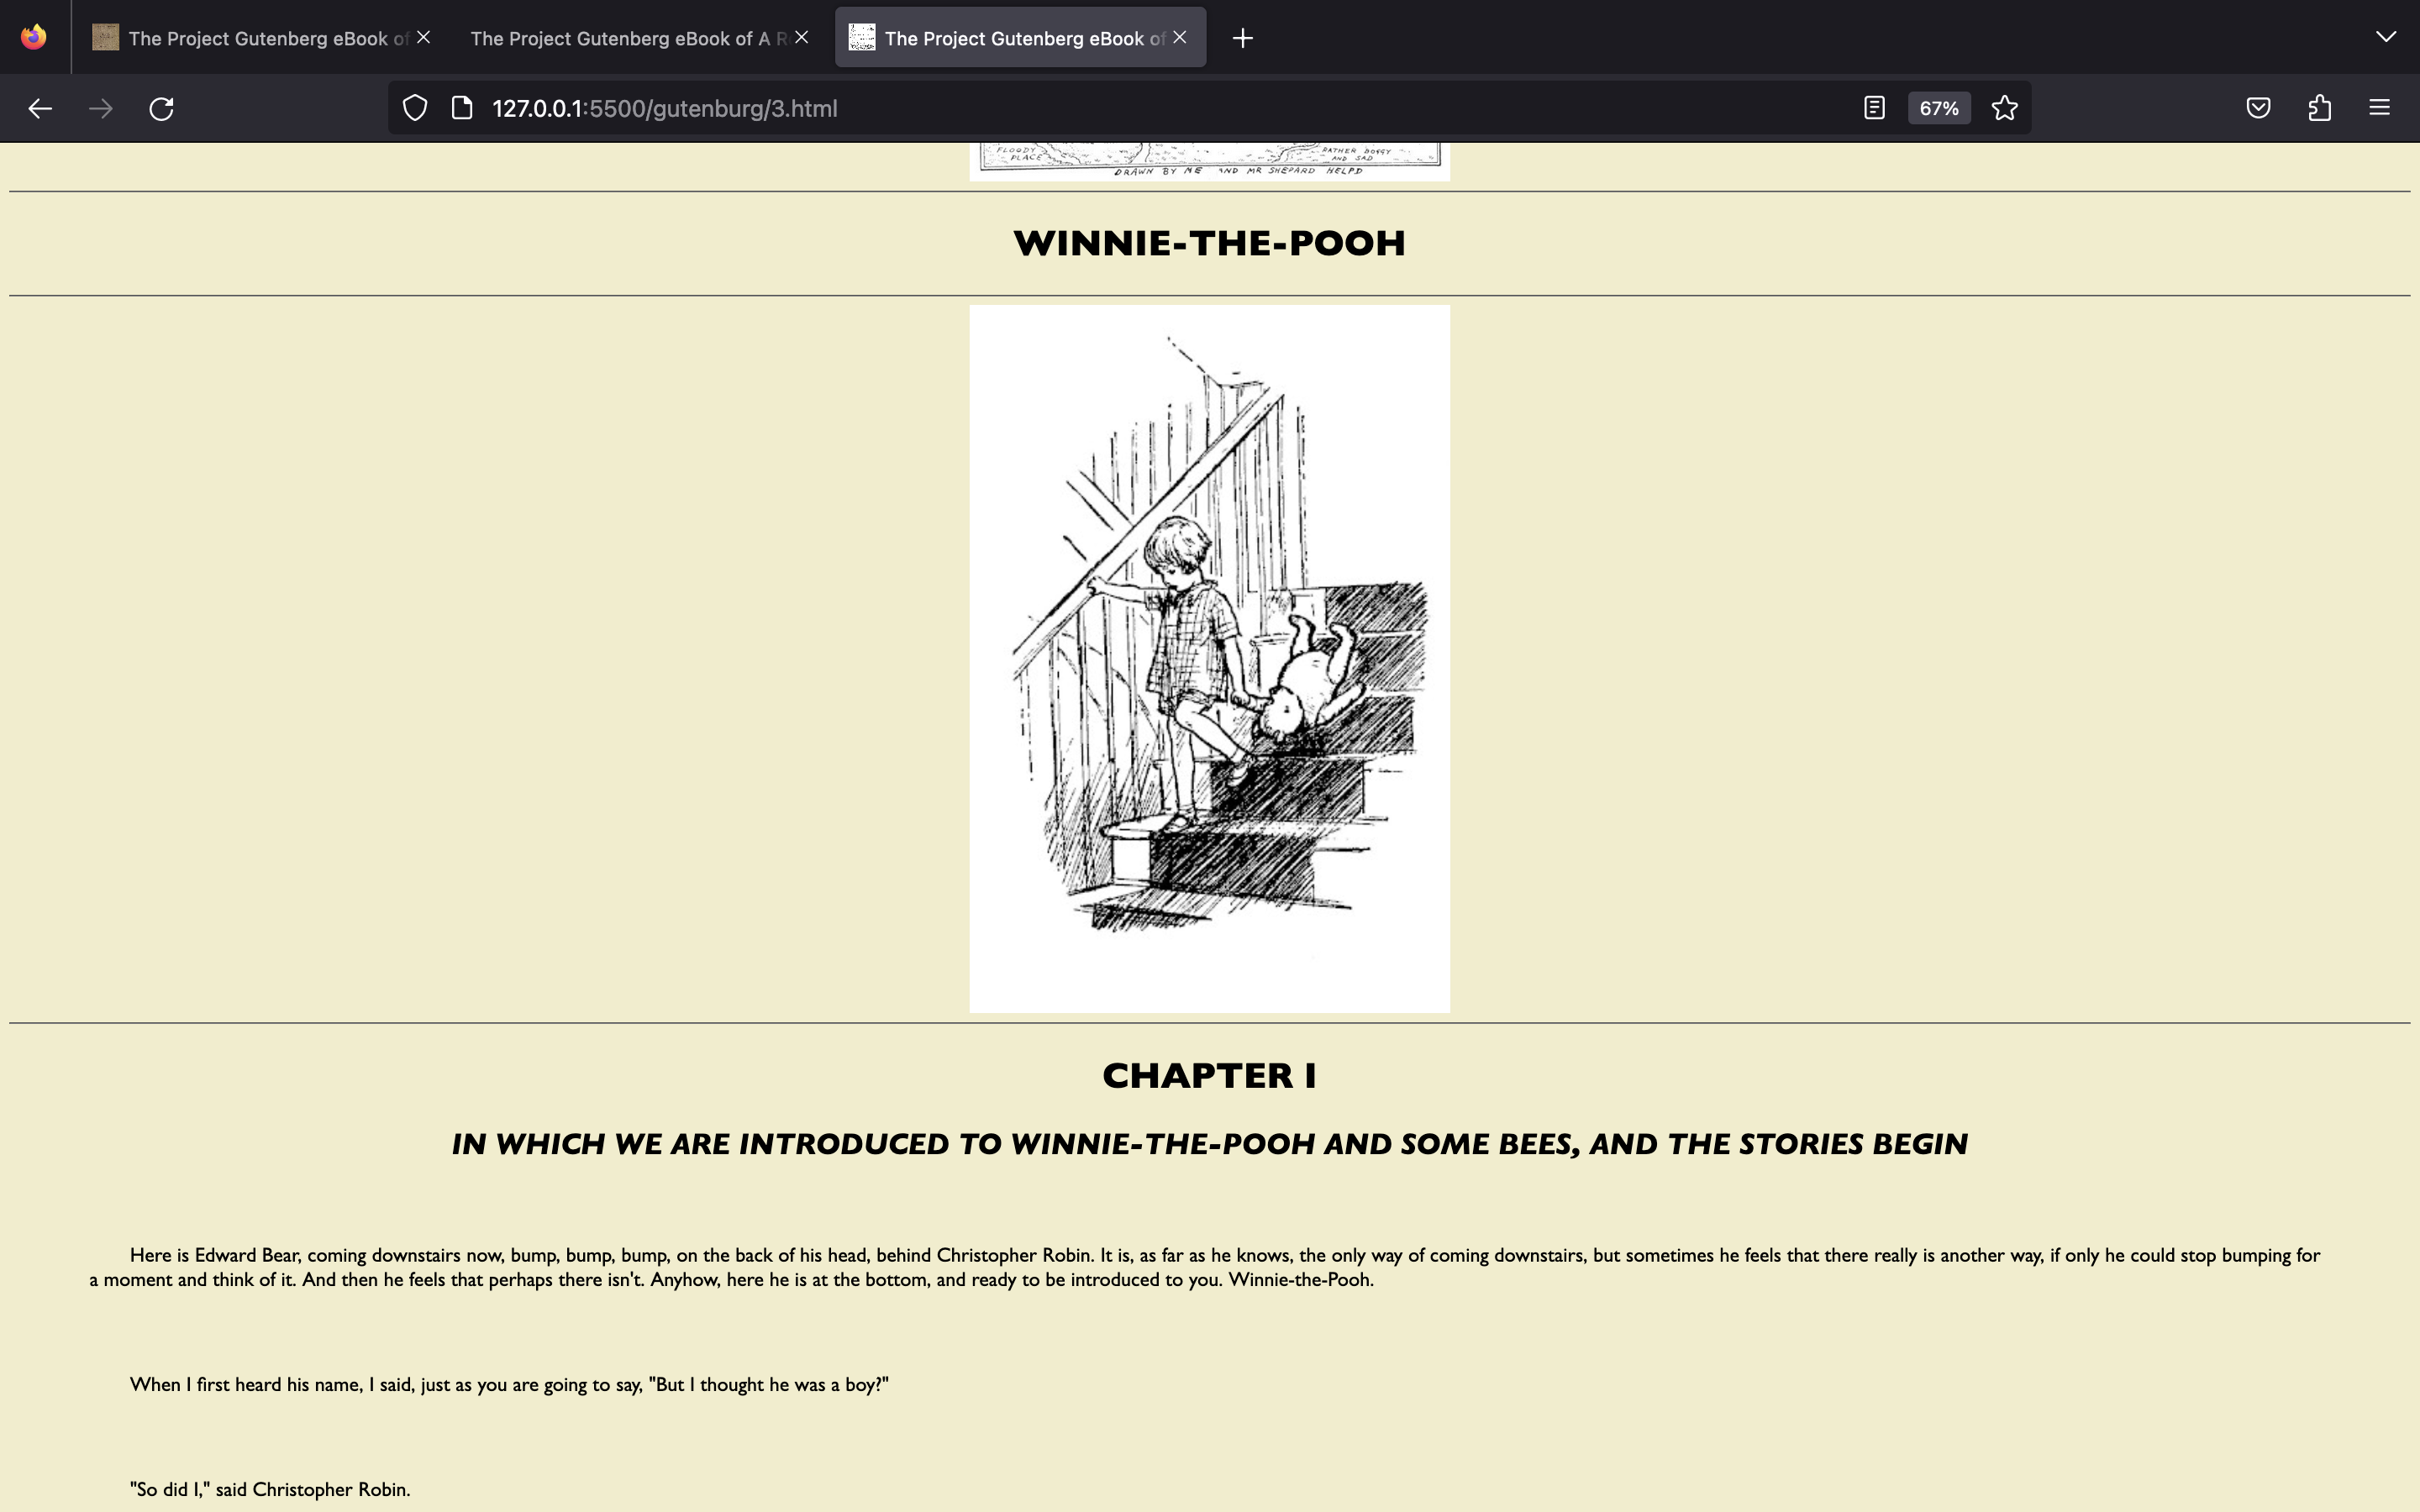 The Project Gutenberg eBook of
The Project Gutenberg eBook of A R
The Project Gutenberg eBook of
127.0.0.1:5500/gutenburg/3.html
67%
FLOODY
PLACE
RATHER BOGGY
AND SAD
DRAWN BY ME AND MR SHEPARD HELPD
WINNIE-THE-POOH
CHAPTER I
IN WHICH WE ARE INTRODUCED TO WINNIE-THE-POOH AND SOME BEES, AND THE STORIES BEGIN
Here is Edward Bear, coming downstairs now, bump, bump, bump, on the back of his head, behind Christopher Robin. It is, as far as he knows, the only way of coming downstairs, but sometimes he feels that there really is another way, if only he could stop bumping for
a moment and think of it. And then he feels that perhaps there isn't. Anyhow, here he is at the bottom, and ready to be introduced to you. Winnie-the-Pooh.
When I first heard his name, I said, just as you are going to say, "But I thought he was a boy?"
"So did I," said Christopher Robin.